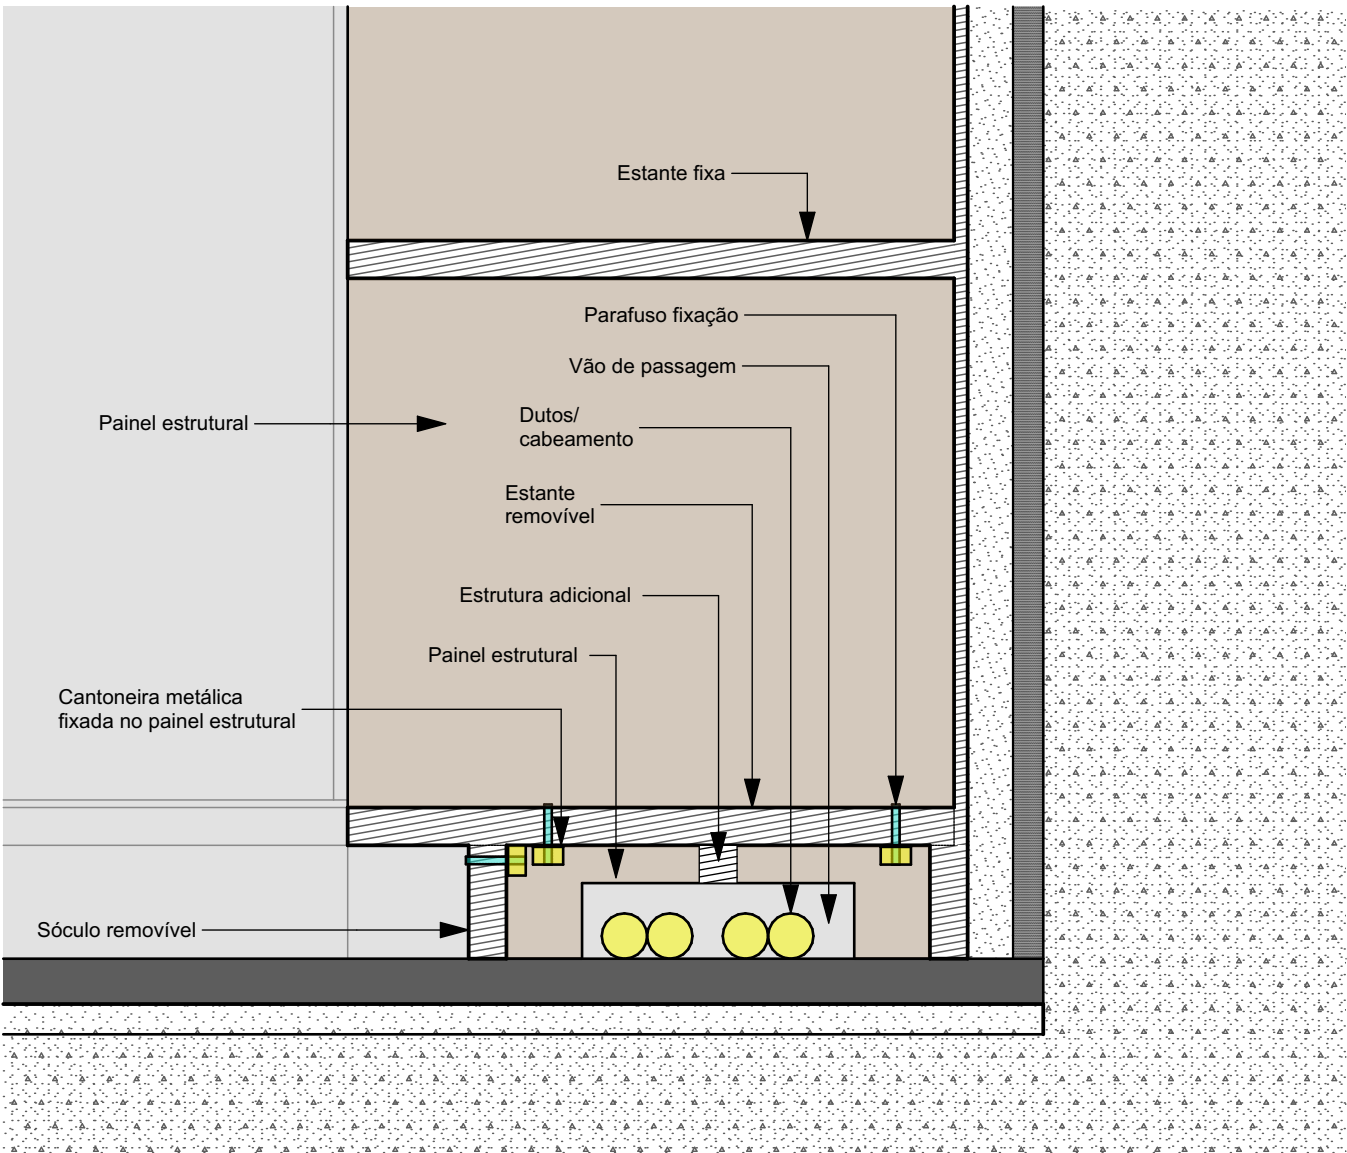 Estante fixa
Parafuso fixação
Vão de passagem
Dutos/
cabeamento
Painel estrutural
Estante
removível
Estrutura adicional
Painel estrutural
Cantoneira metálica
fixada no painel estrutural
Sóculo removível